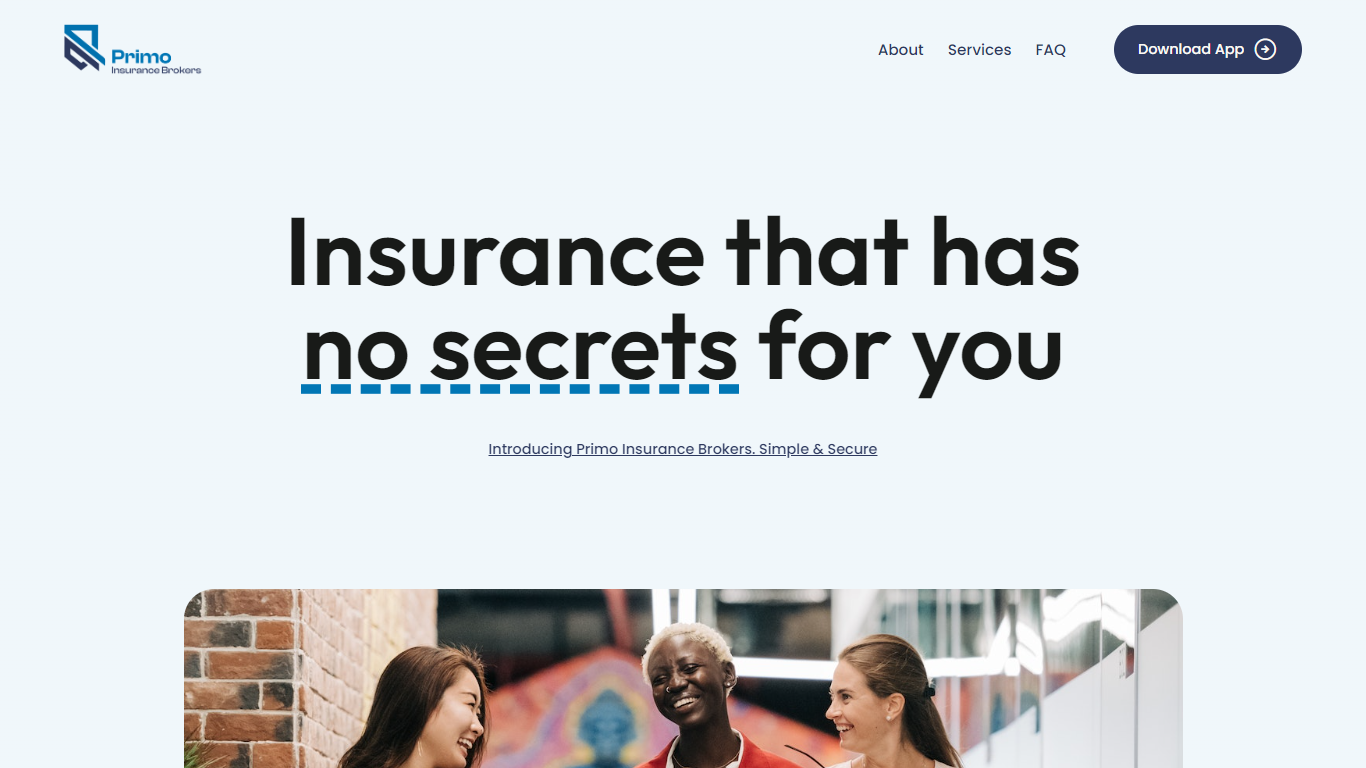 Primo
Insurance Brokers
About
Services
FAQ
Download App
Insurance that has
no secrets for you
Introducing Primo Insurance Brokers. Simple & Secure